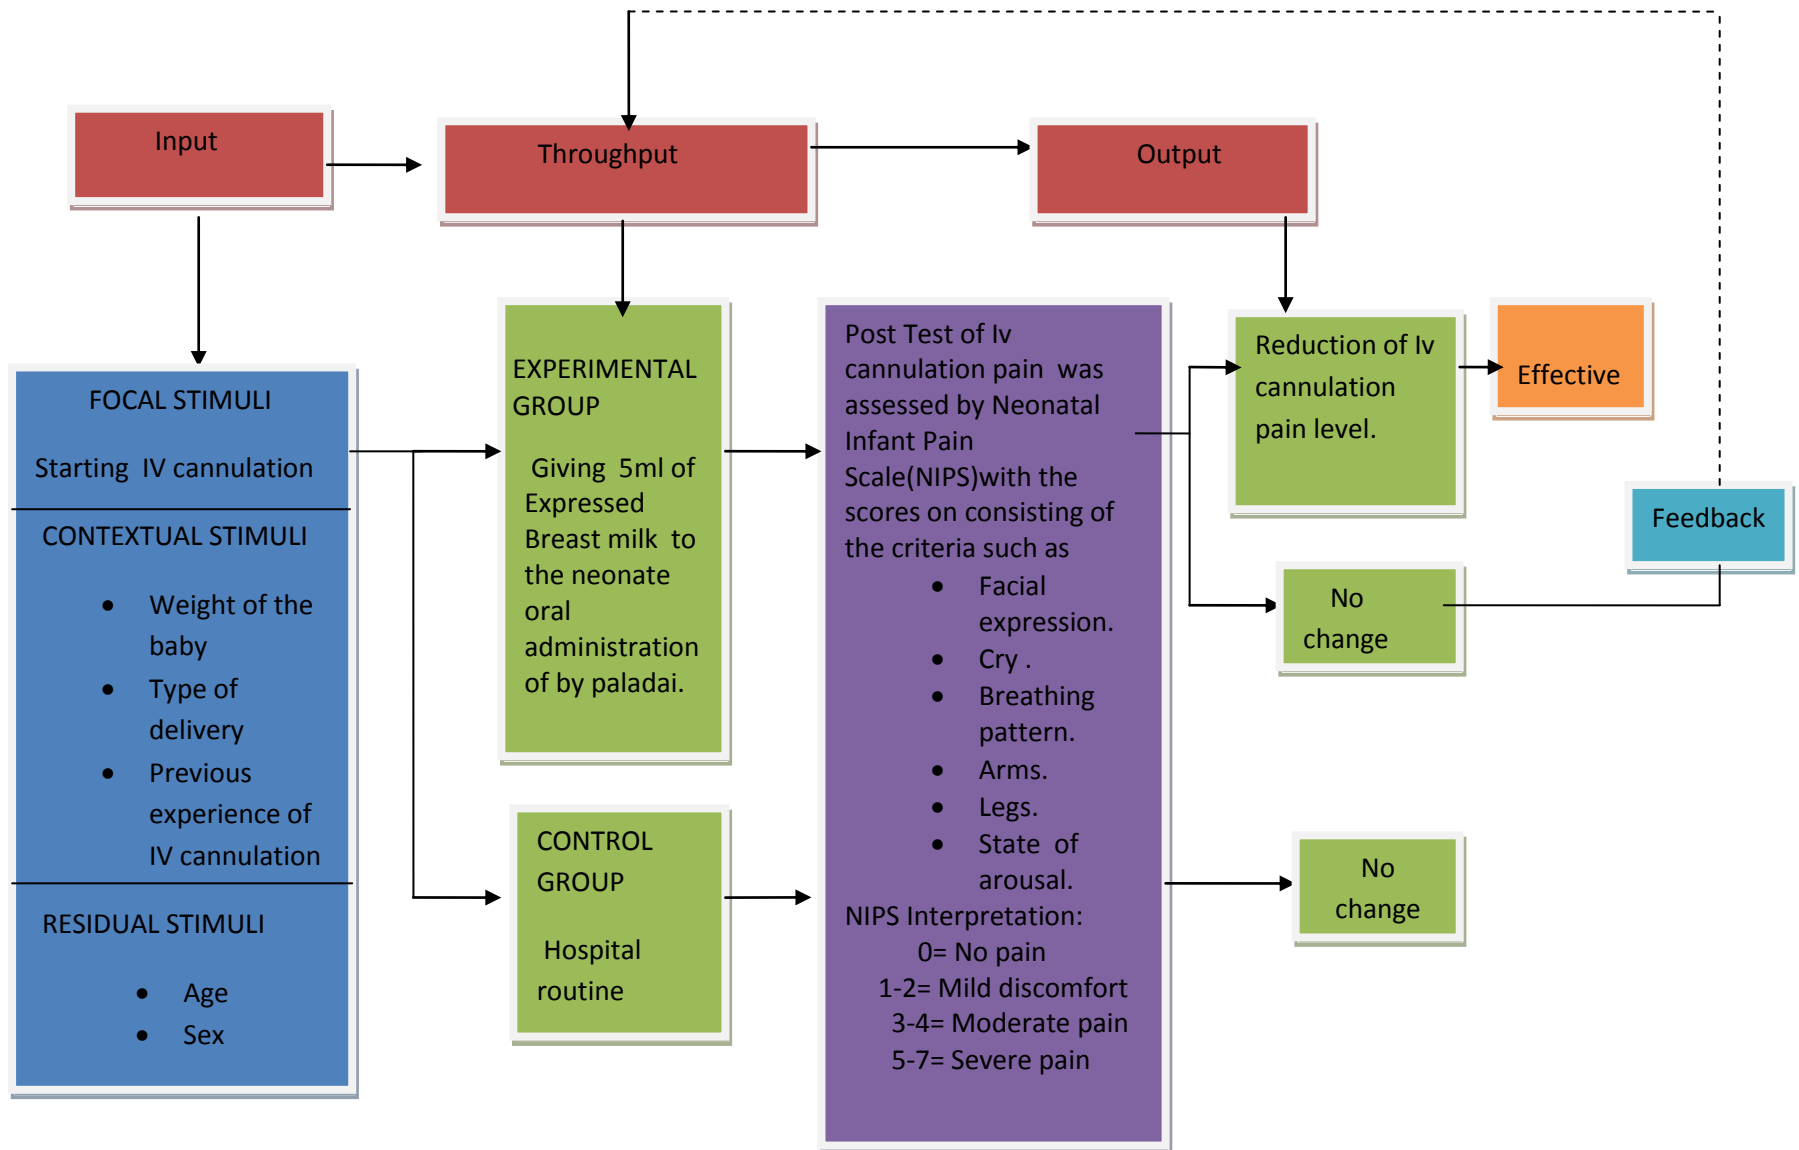 Input
Throughput
Output
FOCAL STIMULI
Starting IV cannulation
CONTEXTUAL STIMULI
• Weight of the
baby
• Type of
delivery
• Previous
experience of
IV cannulation
RESIDUAL STIMULI
• Age
• Sex
EXPERIMENTAL
GROUP
Giving 5ml of
Expressed
Breast milk to
the neonate
oral
administration
of by paladai.
CONTROL
GROUP
Hospital
routine
Post Test of Iv
cannulation pain was
assessed by Neonatal
Infant Pain
Scale(NIPS)with the
scores on consisting of
the criteria such as
• Facial
expression.
• Cry .
• Breathing
pattern.
• Arms.
• Legs.
• State of
arousal.
NIPS Interpretation:
0= No pain
1-2= Mild discomfort
3-4= Moderate pain
5-7= Severe pain
Reduction of Iv
cannulation
pain level.
Effective
No
change
Feedback
No
change